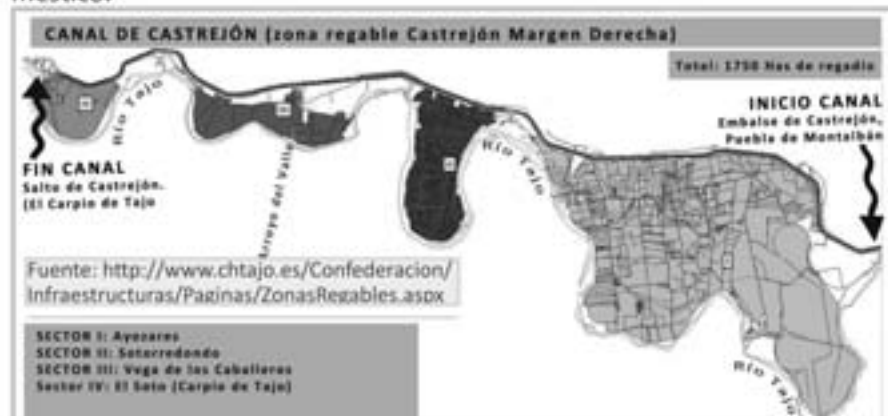 CANAL DE CASTREJÓN (zona regable Castrejón Margen Derecha)
Total: 1750 Has de regadío
INICIO CANAL
Embalse de Castrejón,
Puebla de Montalbán
Río Tajo
FIN CANAL
Salto de Castrejón.
(El Carpio de Tajo
Arroyo del Valle
Río Tajo
Fuente: http://www.chtajo.es/Confederacion/
Infraestructuras/Paginas/ZonasRegables.aspx
SECTOR I: Ayozares
SECTOR II: Sotorredondo
SECTOR III: Vega de los Caballeros
Sector IV: El Soto (Carpio de Tajo)
Río Tajo